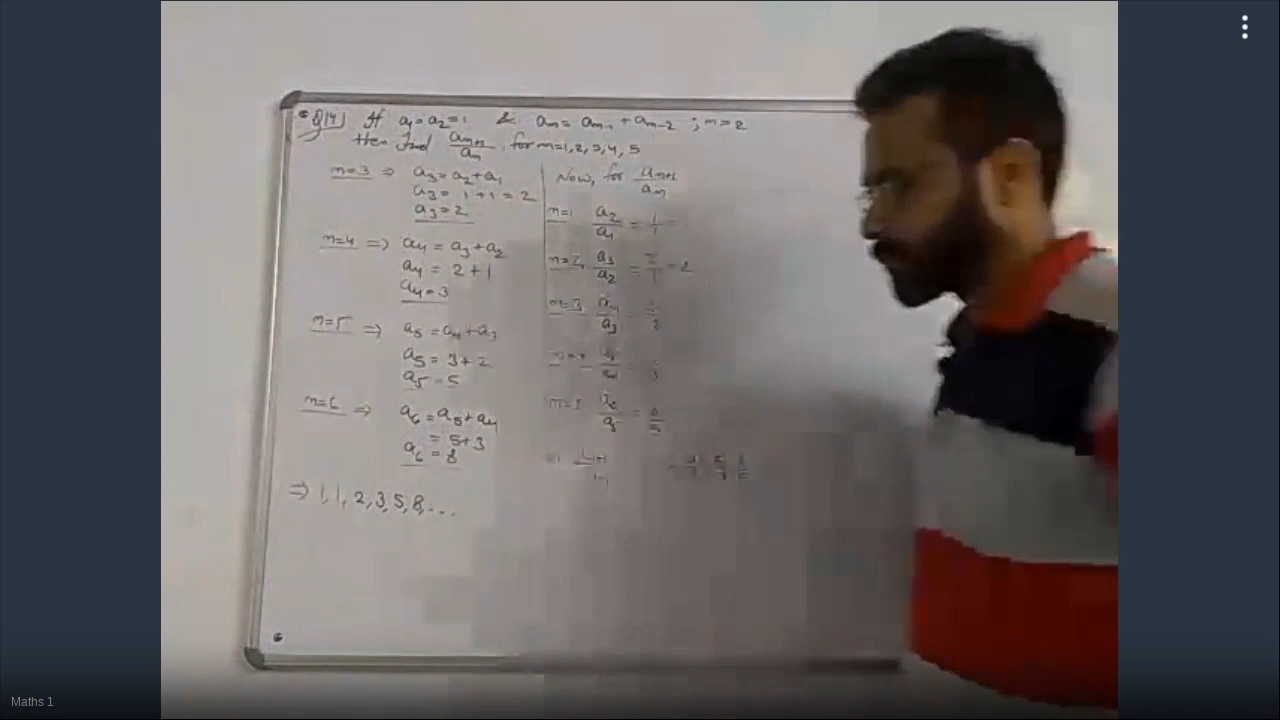 Q14] If a₁=a₂=1 & aₙ = aₙ₋₁ + aₙ₋₂ ; n>2
then find aₙ₊₁/aₙ, for n=1,2,3,4,5
n=3 ⇒ a₃=a₂+a₁
a₃= 1+1=2
a₃=2
n=4 ⇒ a₄ = a₃+a₂
a₄ = 2+1
a₄=3
n=5 ⇒ a₅ =a₄+a₃
a₅= 3+2
a₅=5
n=6 ⇒ a₆=a₅+a₄
= 5+3
a₆ = 8
⇒ 1,1,2,3,5,8,...
Now, for aₙ₊₁/aₙ
n=1 a₂/a₁ = 1/1 =
n=2, a₃/a₂ = 2/1 =2
n=3 a₄/a₃ =
n=5
Maths 1